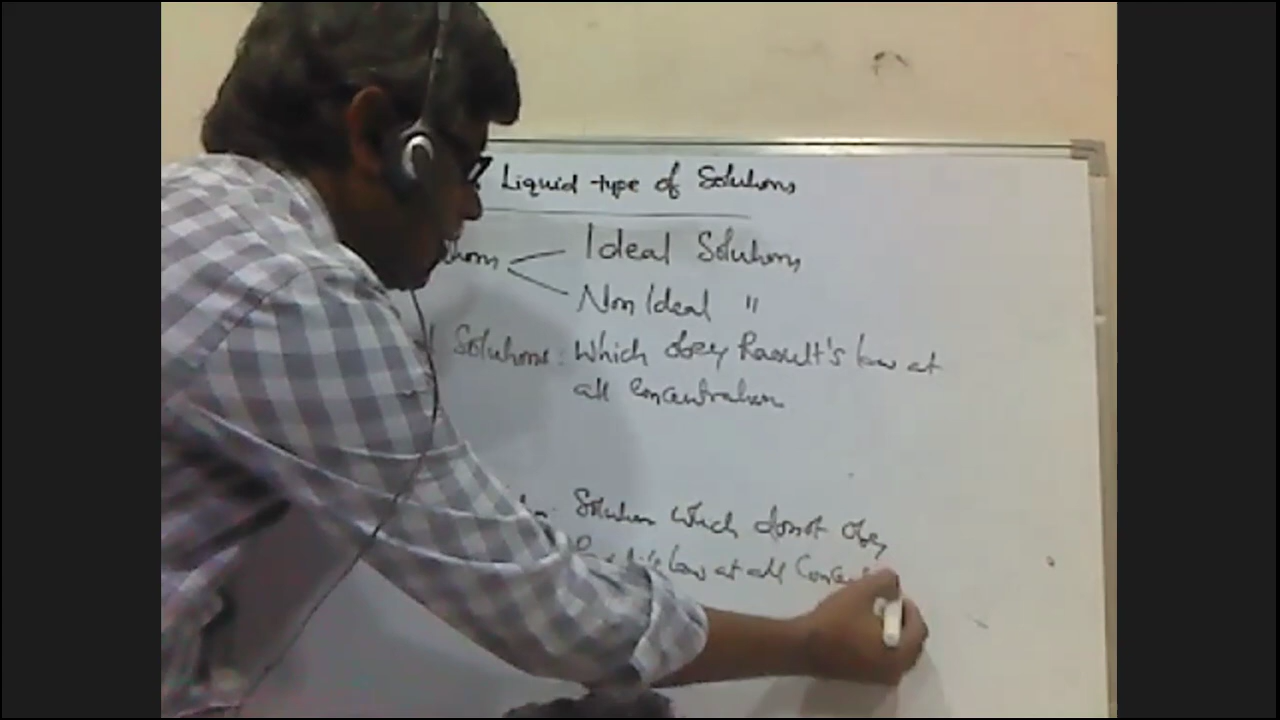 Liquid type of Solutions
Ideal Solutions
Non Ideal "
Solutions: Which obey Raoult's law at
all Concentration
Solution Which donot obey
law at all